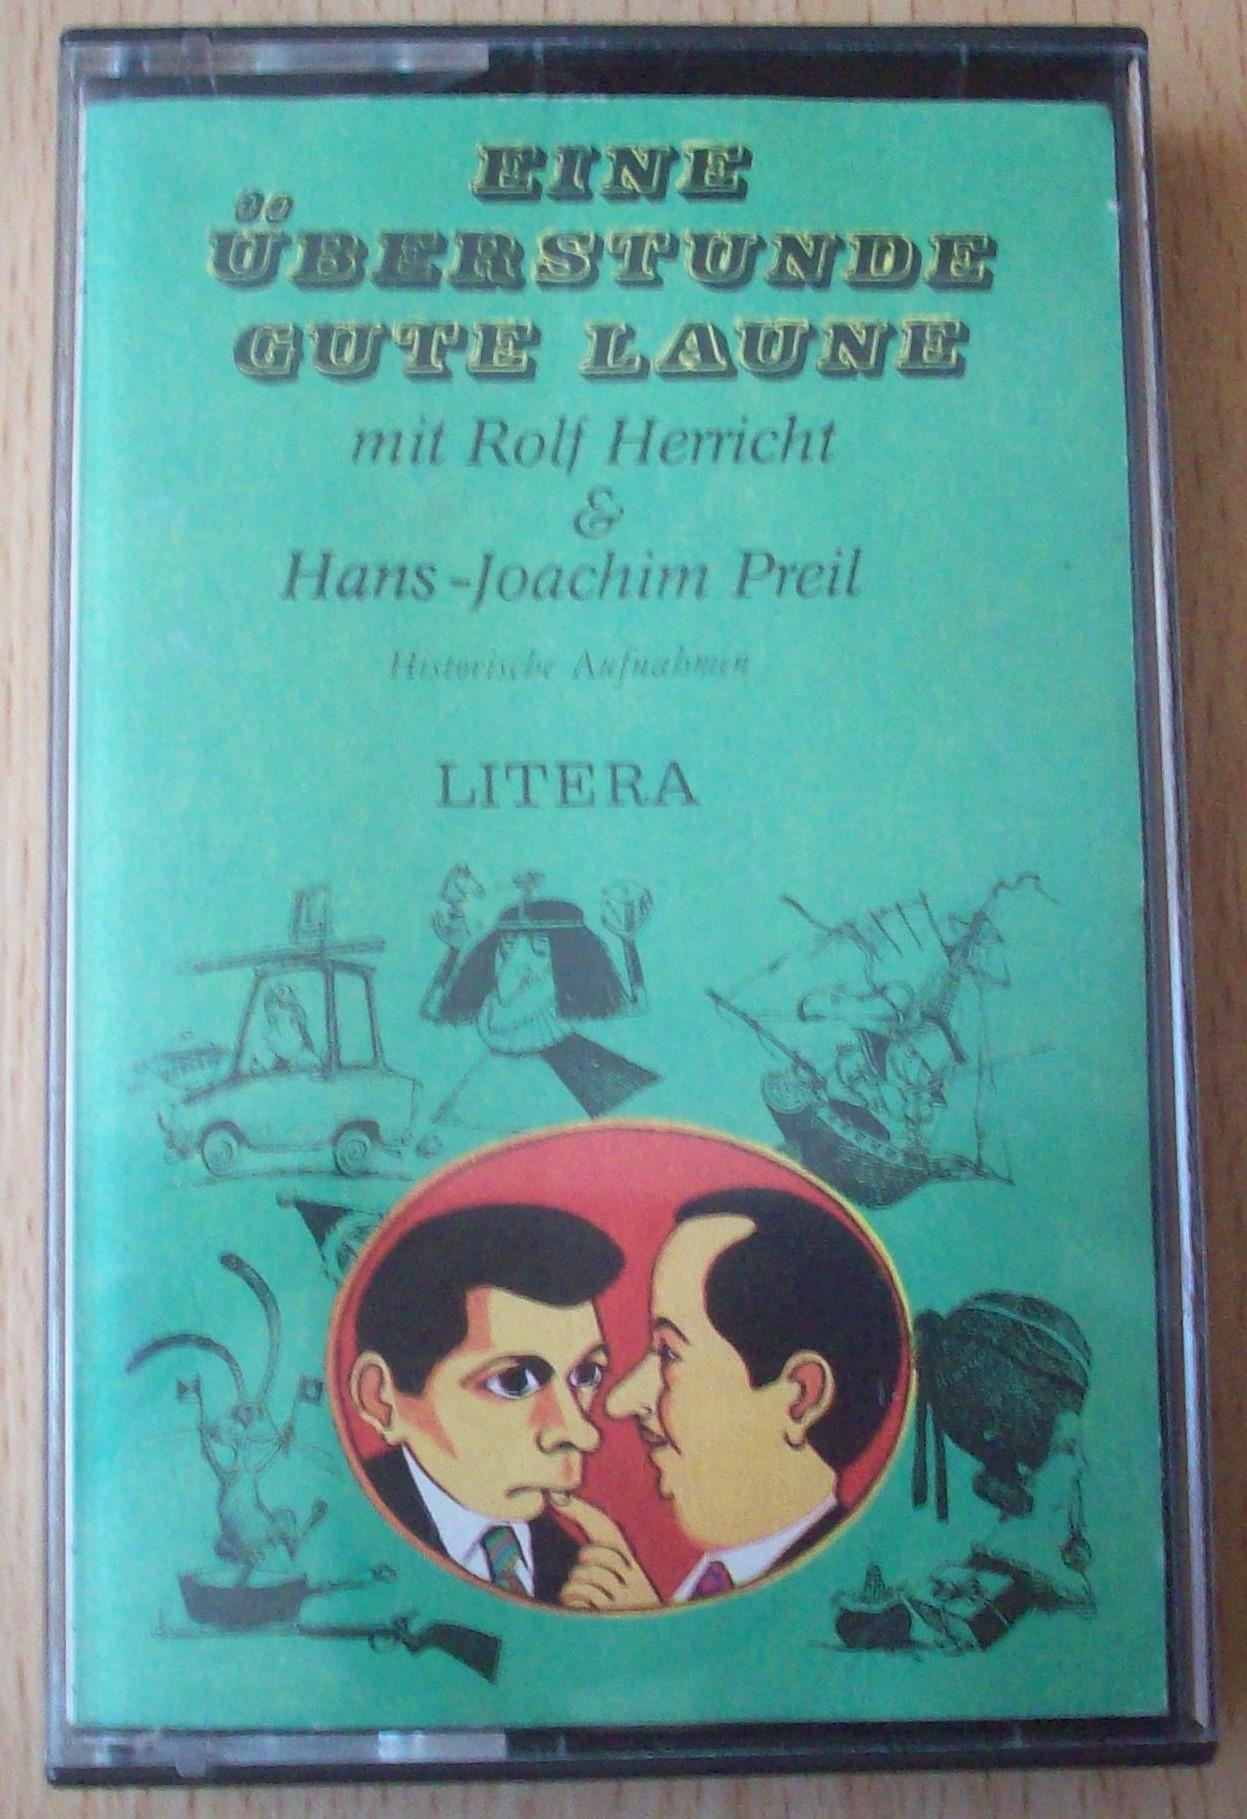 EINE
ÜBERSTUNDE
GUTE LAUNE
mit Rolf Herricht
&
Hans-Joachim Preil
Historische Aufnahmen
LITERA
L